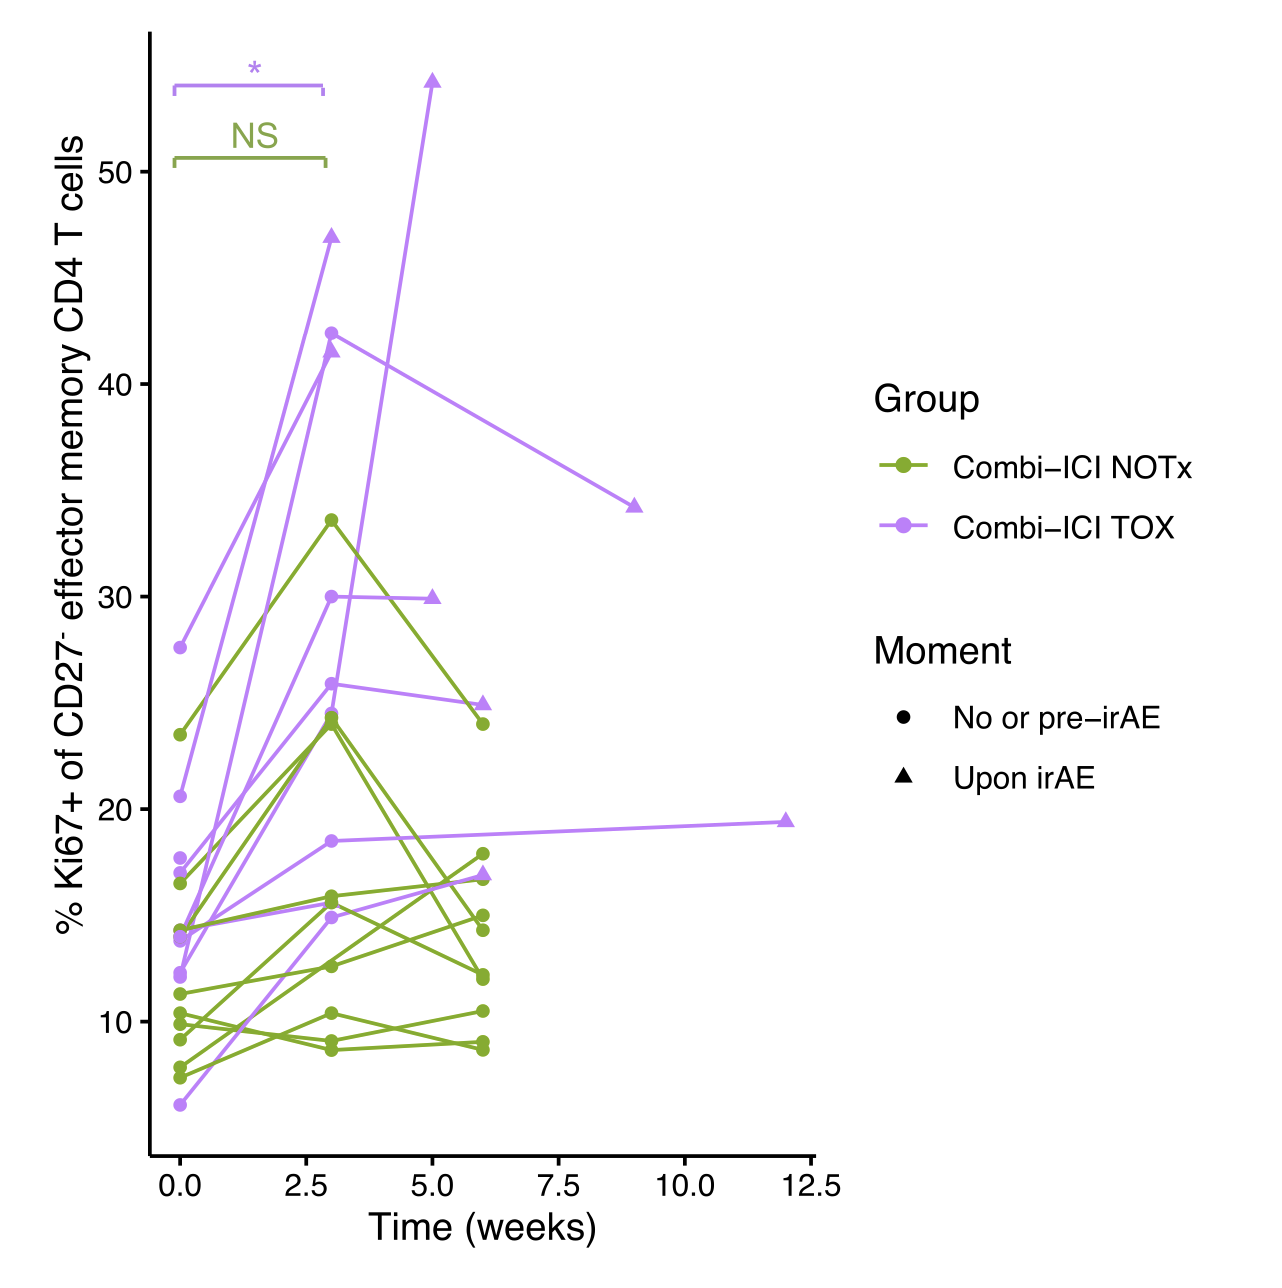 *
NS
50
40
30
20
10
% Ki67+ of CD27- effector memory CD4 T cells
0.0 2.5 5.0 7.5 10.0 12.5
Time (weeks)
Group
Combi−ICI NOTx
Combi−ICI TOX
Moment
No or pre−irAE
Upon irAE